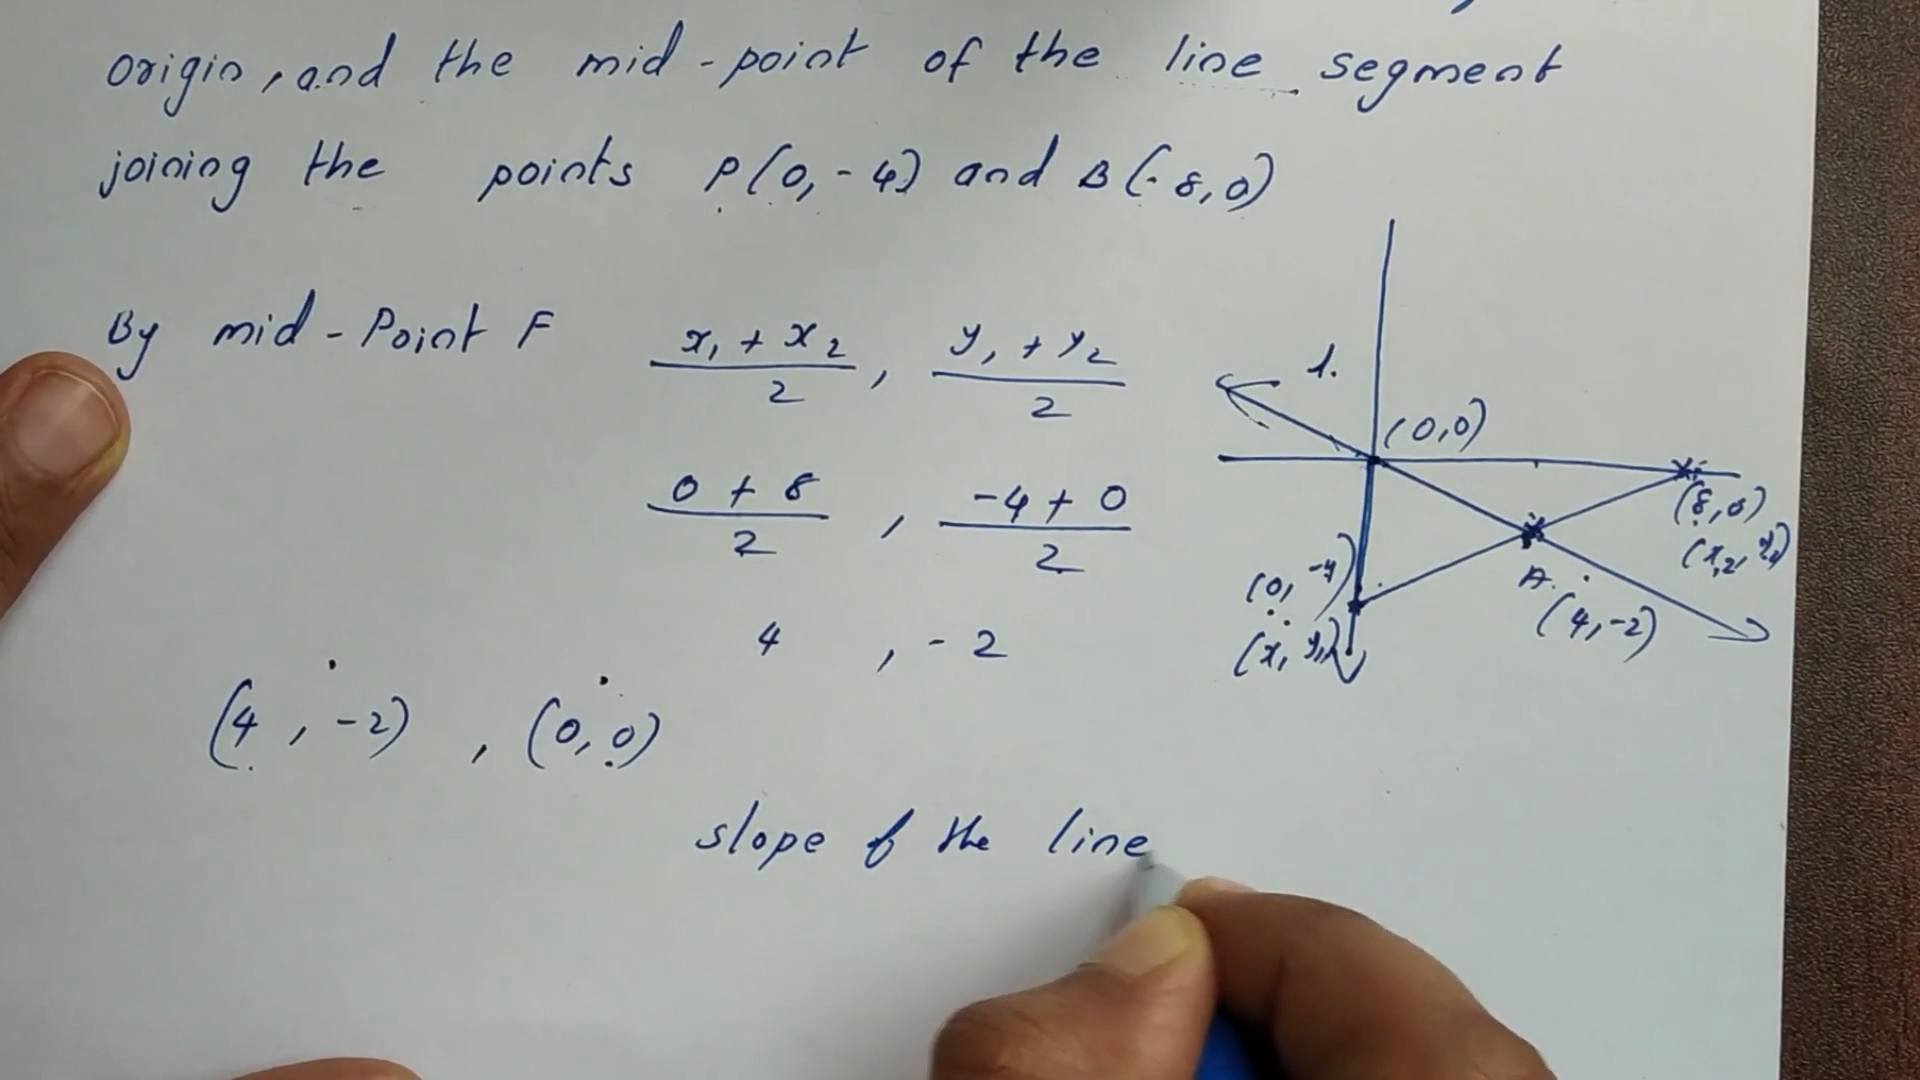 origin, and the mid-point of the line segment
joining the points P(0,-4) and B(-8,0)
By mid-Point F x₁ + x₂ / 2 , y₁ + y₂ / 2
0 + 8 / 2 , -4 + 0 / 2
4 , -2
(4 , -2) , (0,0)
slope of the line
l.
(0,0)
(8,0)
(x₂, y₂)
(0,-4)
(x₁ y₁)
A.
(4,-2)